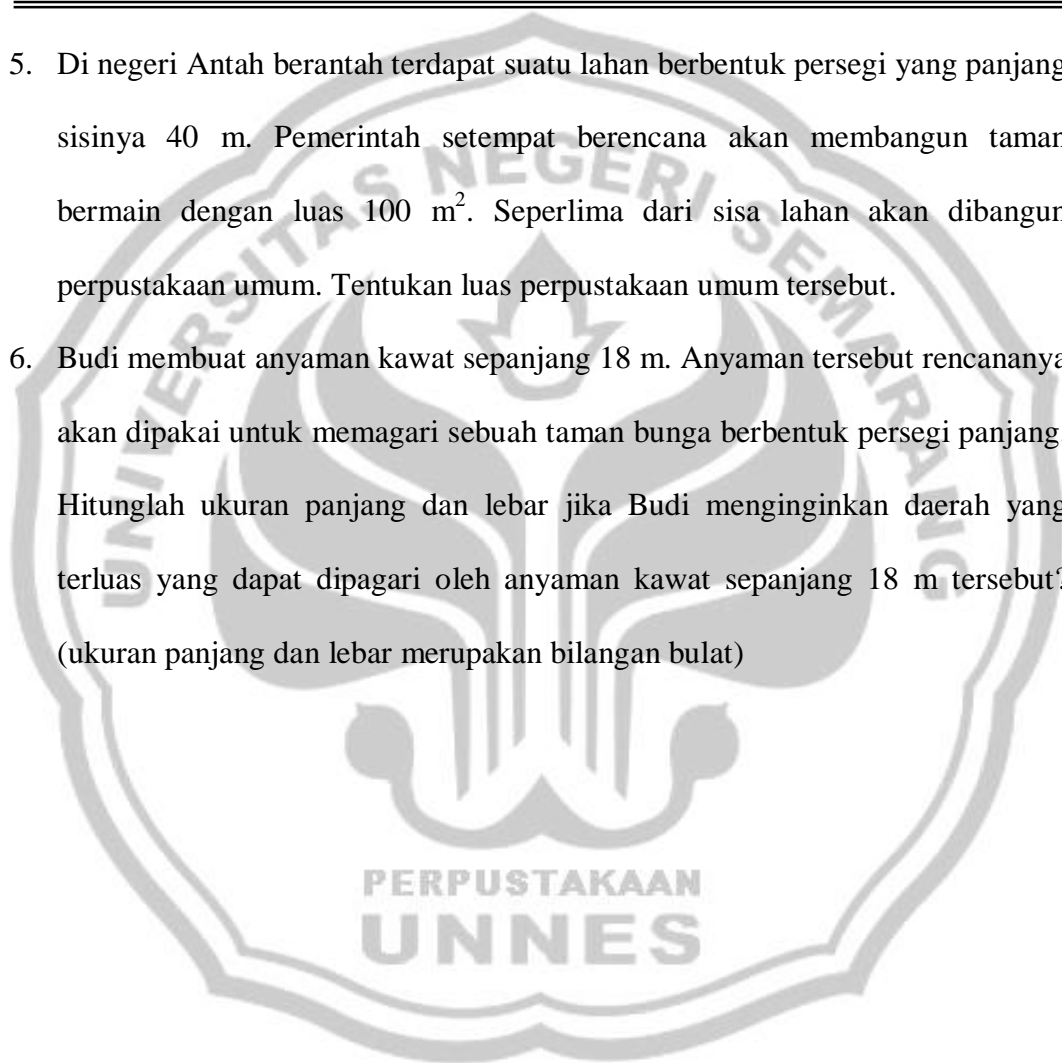 5. Di negeri Antah berantah terdapat suatu lahan berbentuk persegi yang panjang
sisinya 40 m. Pemerintah setempat berencana akan membangun taman
bermain dengan luas 100 m². Seperlima dari sisa lahan akan dibangun
perpustakaan umum. Tentukan luas perpustakaan umum tersebut.
6. Budi membuat anyaman kawat sepanjang 18 m. Anyaman tersebut rencananya
akan dipakai untuk memagari sebuah taman bunga berbentuk persegi panjang
Hitunglah ukuran panjang dan lebar jika Budi menginginkan daerah yang
terluas yang dapat dipagari oleh anyaman kawat sepanjang 18 m tersebut?
(ukuran panjang dan lebar merupakan bilangan bulat)
UNIVERSITAS NEGERI SEMARANG
PERPUSTAKAAN
UNNES